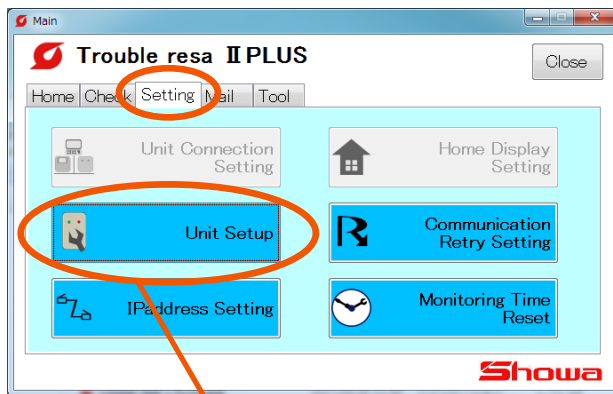 Main
Trouble resa Ⅱ PLUS
Close
Home Check Setting Mail Tool
Unit Connection
Setting
Home Display
Setting
Unit Setup
Communication
Retry Setting
IPaddress Setting
Monitoring Time
Reset
Showa